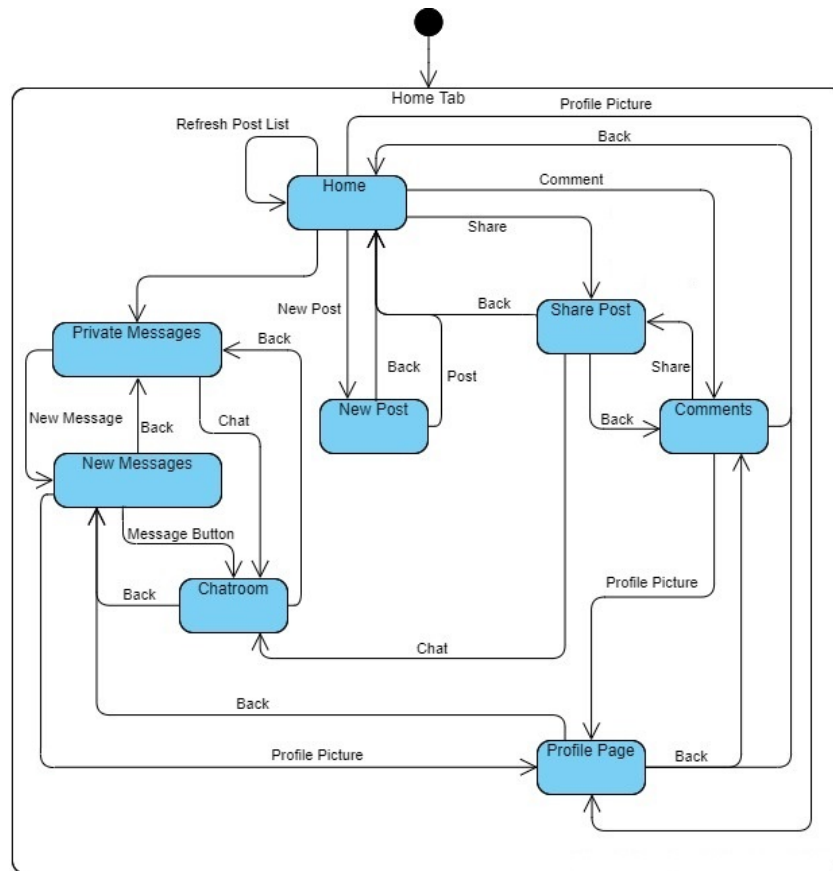 Home Tab
Profile Picture
Refresh Post List
Back
Home
Comment
Share
New Post
Back
Share Post
Private Messages
Back
Back
Post
Share
New Message
Back
Chat
New Post
Back
Comments
New Messages
Message Button
Chatroom
Back
Profile Picture
Chat
Back
Profile Picture
Profile Page
Back